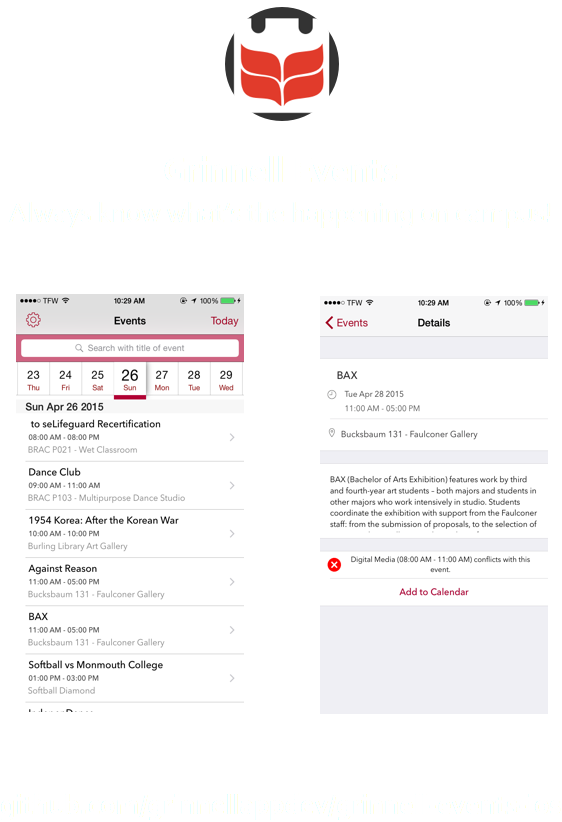 TFW 10:29 AM 100%
Events Today
Search with title of event
23 24 25 26 27 28 29
Thu Fri Sat Sun Mon Tue Wed
Sun Apr 26 2015
to seLifeguard Recertification
08:00 AM - 08:00 PM
BRAC P021 - Wet Classroom
Dance Club
09:00 AM - 11:00 AM
BRAC P103 - Multipurpose Dance Studio
1954 Korea: After the Korean War
10:00 AM - 10:00 PM
Burling Library Art Gallery
Against Reason
11:00 AM - 05:00 PM
Bucksbaum 131 - Faulconer Gallery
BAX
11:00 AM - 05:00 PM
Bucksbaum 131 - Faulconer Gallery
Softball vs Monmouth College
01:00 PM - 03:00 PM
Softball Diamond
TFW 10:29 AM 100%
Events Details
BAX
Tue Apr 28 2015
11:00 AM - 05:00 PM
Bucksbaum 131 - Faulconer Gallery
BAX (Bachelor of Arts Exhibition) features work by third
and fourth-year art students - both majors and students in
other majors who work intensively in studio. Students
coordinate the exhibition with support from the Faulconer
staff: from the submission of proposals, to the selection of
Digital Media (08:00 AM - 11:00 AM) conflicts with this
event.
Add to Calendar